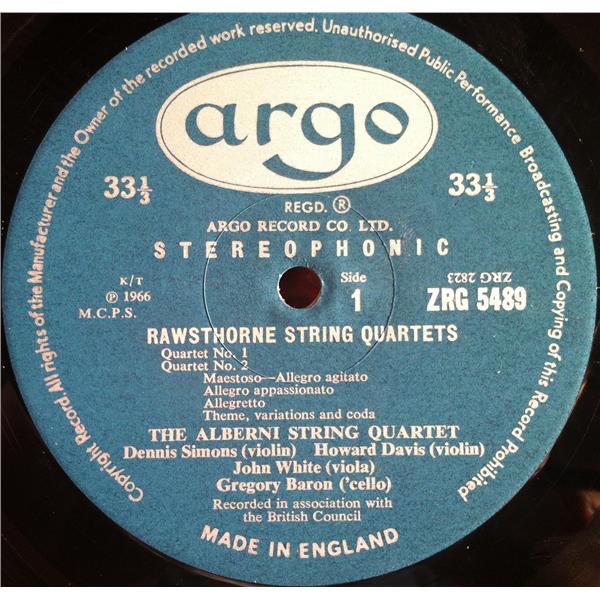 Copyright Record. All rights of the Manufacturer and the Owner of the recorded work reserved. Unauthorised Public Performance Broadcasting and Copying of this Record Prohibited
argo
33⅓
33⅓
REGD. ®
ARGO RECORD CO. LTD.
STEREOPHONIC
K/T
℗ 1966
M.C.P.S.
Side
1
ZRG 2823
ZRG 5489
RAWSTHORNE STRING QUARTETS
Quartet No. 1
Quartet No. 2
Maestoso—Allegro agitato
Allegro appassionato
Allegretto
Theme, variations and coda
THE ALBERNI STRING QUARTET
Dennis Simons (violin) Howard Davis (violin)
John White (viola)
Gregory Baron ('cello)
Recorded in association with
the British Council
MADE IN ENGLAND